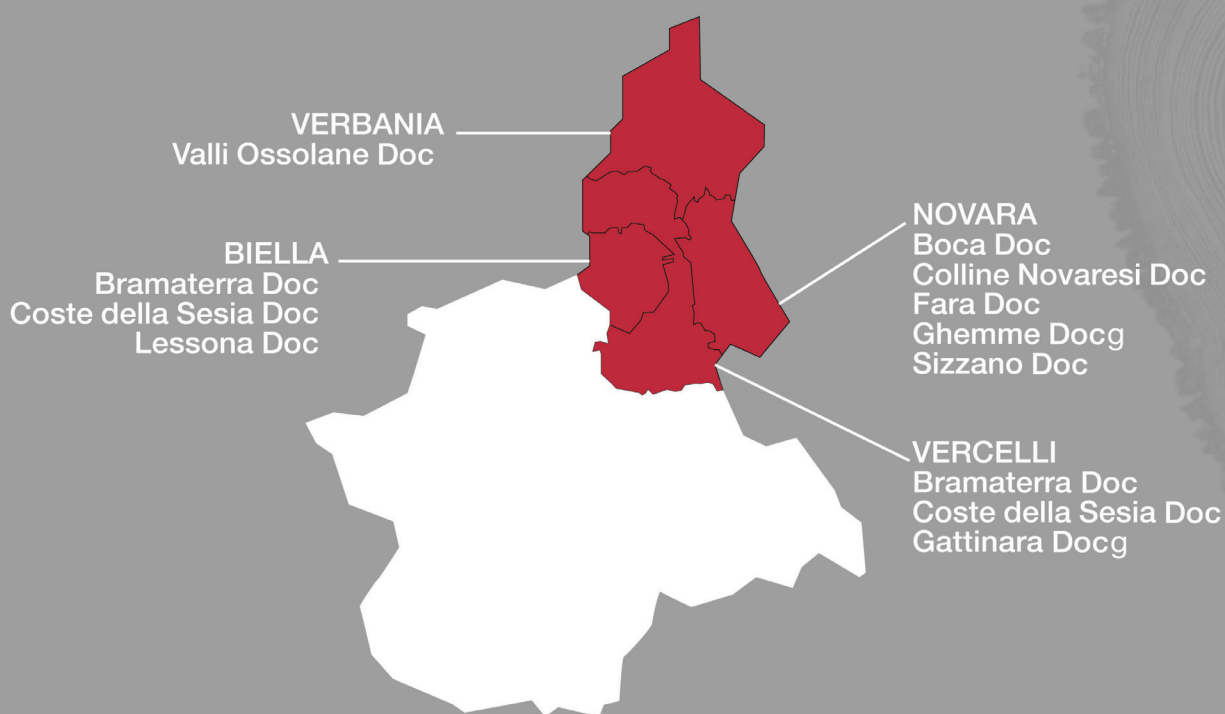 VERBANIA
Valli Ossolane Doc
BIELLA
Bramaterra Doc
Coste della Sesia Doc
Lessona Doc
NOVARA
Boca Doc
Colline Novaresi Doc
Fara Doc
Ghemme Docg
Sizzano Doc
VERCELLI
Bramaterra Doc
Coste della Sesia Doc
Gattinara Docg